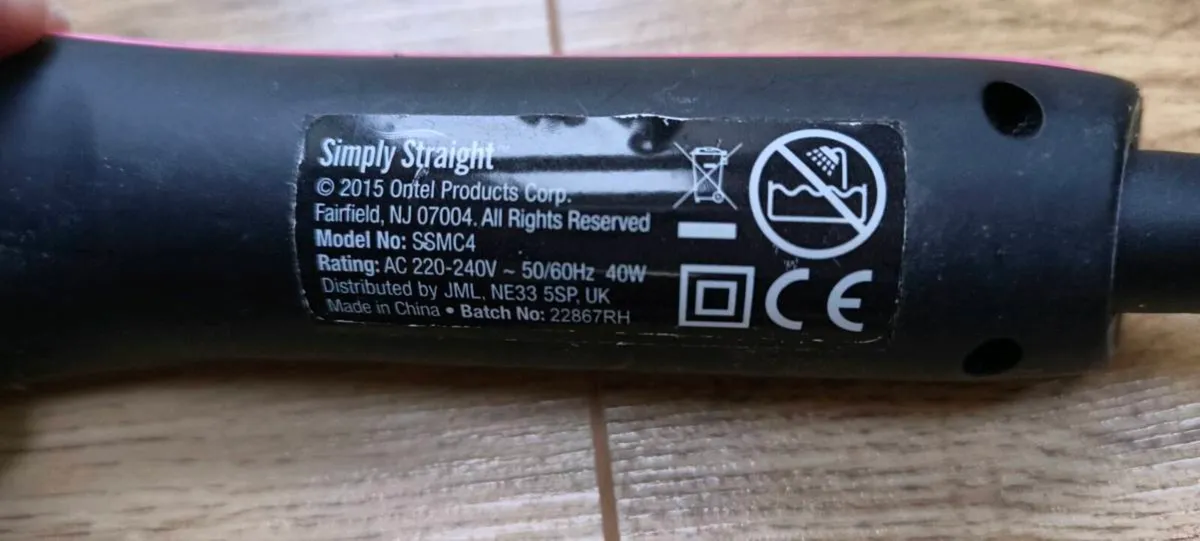 Simply Straight™
© 2015 Ontel Products Corp.
Fairfield, NJ 07004. All Rights Reserved
Model No: SSMC4
Rating: AC 220-240V ~ 50/60Hz 40W
Distributed by JML, NE33 5SP, UK
Made in China • Batch No: 22867RH
CE